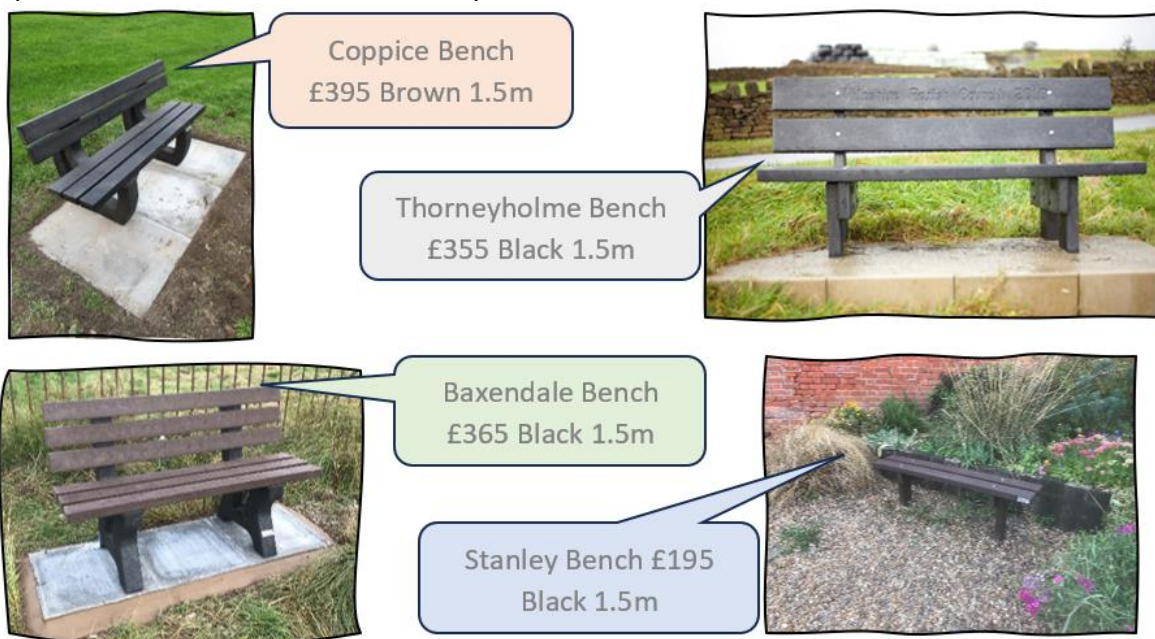 Coppice Bench
£395 Brown 1.5m
Thorneyholme Bench
£355 Black 1.5m
Baxendale Bench
£365 Black 1.5m
Stanley Bench £195
Black 1.5m